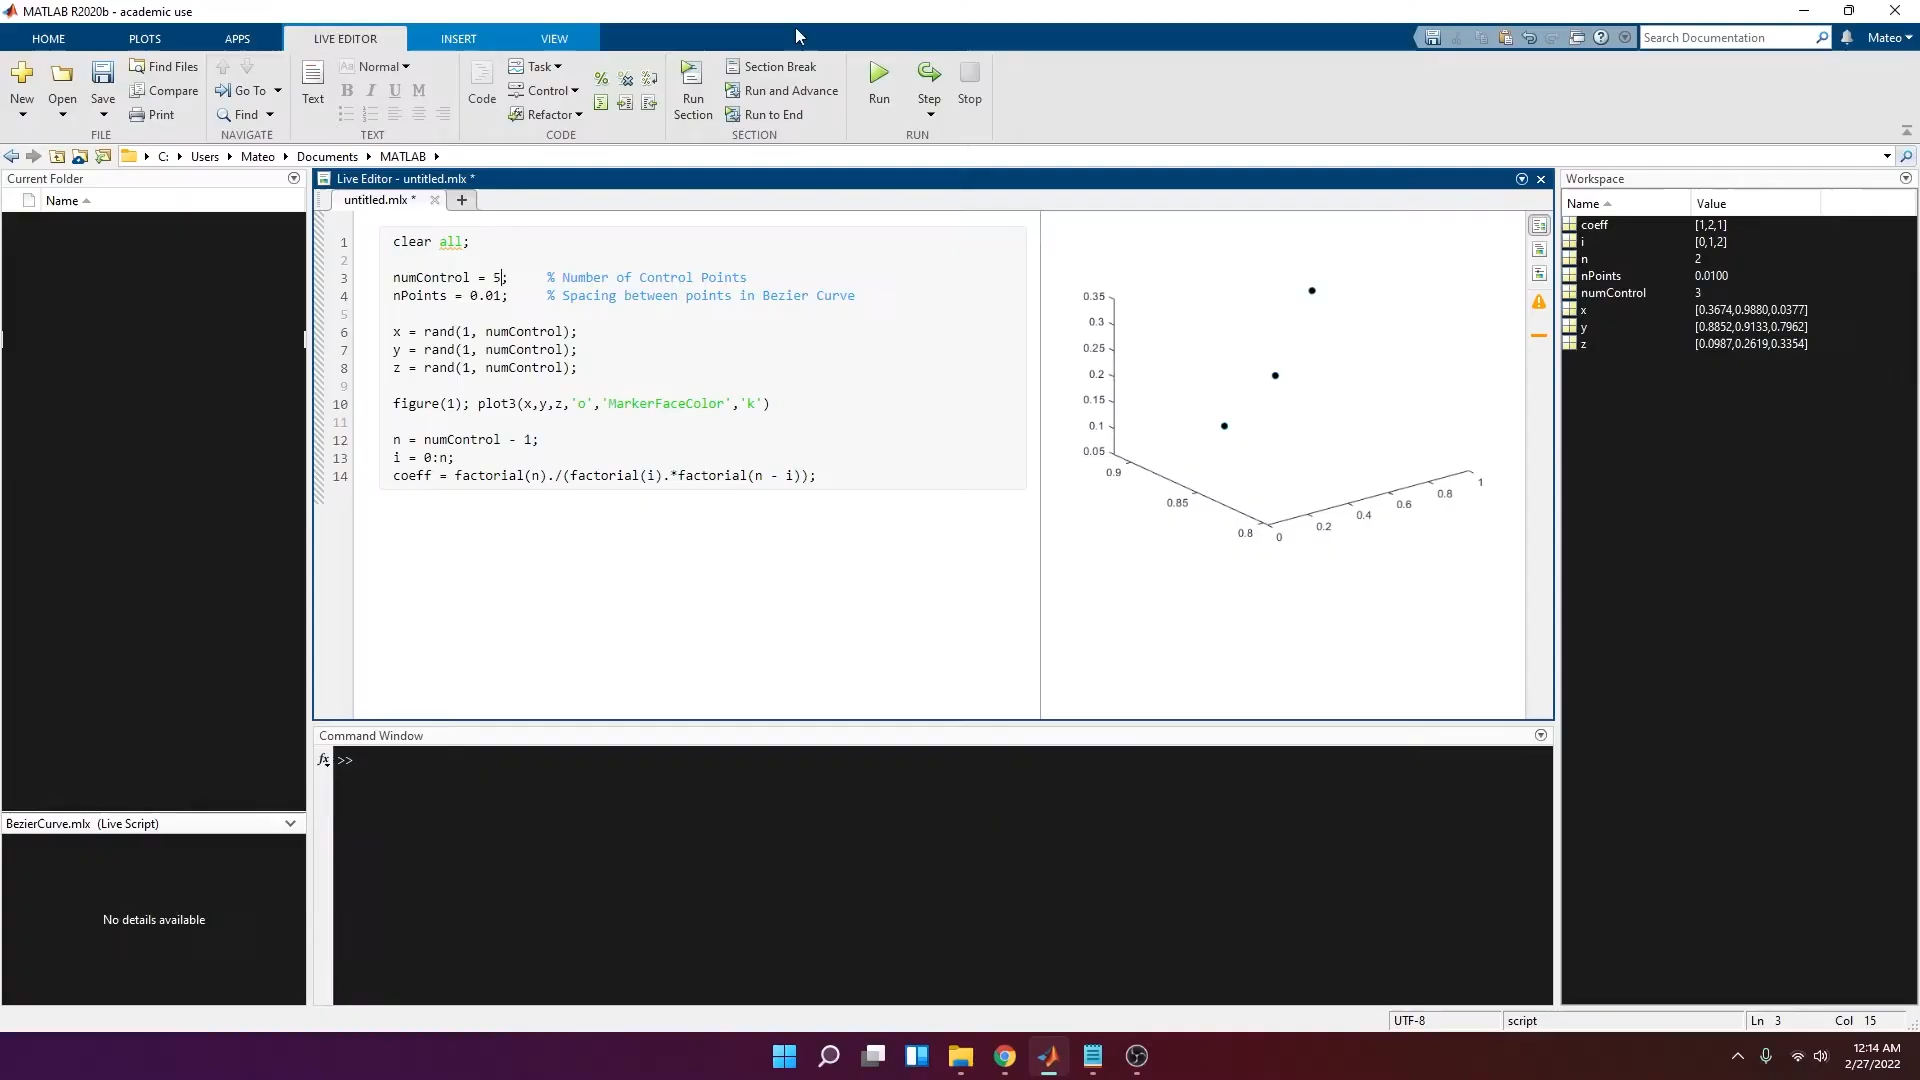 MATLAB R2020b - academic use
HOME PLOTS APPS LIVE EDITOR INSERT VIEW
Search Documentation
Mateo
New
Open
Save
Find Files
Compare
Print
FILE
Go To
Find
NAVIGATE
Text
Normal
B I U M
TEXT
Code
Task
Control
Refactor
CODE
Run
Section
Section Break
Run and Advance
Run to End
SECTION
Run
Step
Stop
RUN
C: Users Mateo Documents MATLAB
Current Folder
Name
BezierCurve.mlx (Live Script)
No details available
Live Editor - untitled.mlx *
untitled.mlx *
1 clear all;
2
3 numControl = 5; % Number of Control Points
4 nPoints = 0.01; % Spacing between points in Bezier Curve
5
6 x = rand(1, numControl);
7 y = rand(1, numControl);
8 z = rand(1, numControl);
9
10 figure(1); plot3(x,y,z,'o','MarkerFaceColor','k')
11
12 n = numControl - 1;
13 i = 0:n;
14 coeff = factorial(n)./(factorial(i).*factorial(n - i));
0.35
0.3
0.25
0.2
0.15
0.1
0.05
0.9
0.85
0.8
0
0.2
0.4
0.6
0.8
1
Command Window
fx >>
Workspace
Name Value
coeff [1,2,1]
i [0,1,2]
n 2
nPoints 0.0100
numControl 3
x [0.3674,0.9880,0.0377]
y [0.8852,0.9133,0.7962]
z [0.0987,0.2619,0.3354]
UTF-8 script Ln 3 Col 15
12:14 AM
2/27/2022